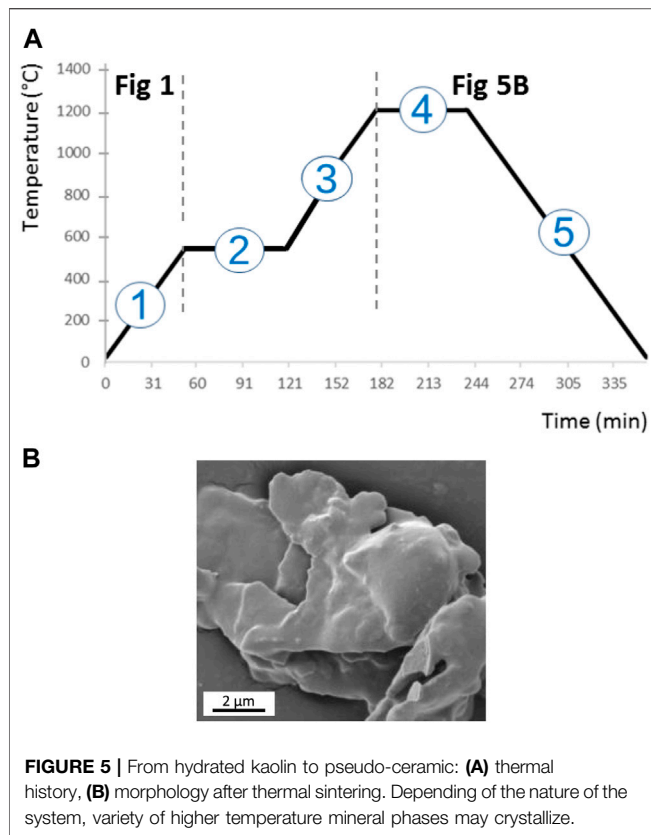 A
Temperature (°C)
1400
1200
1000
800
600
400
200
0
Fig 1
Fig 5B
1
2
3
4
5
0 31 60 91 121 152 182 213 244 274 305 335
Time (min)
B
2 µm
FIGURE 5 | From hydrated kaolin to pseudo-ceramic: (A) thermal
history, (B) morphology after thermal sintering. Depending of the nature of the
system, variety of higher temperature mineral phases may crystallize.